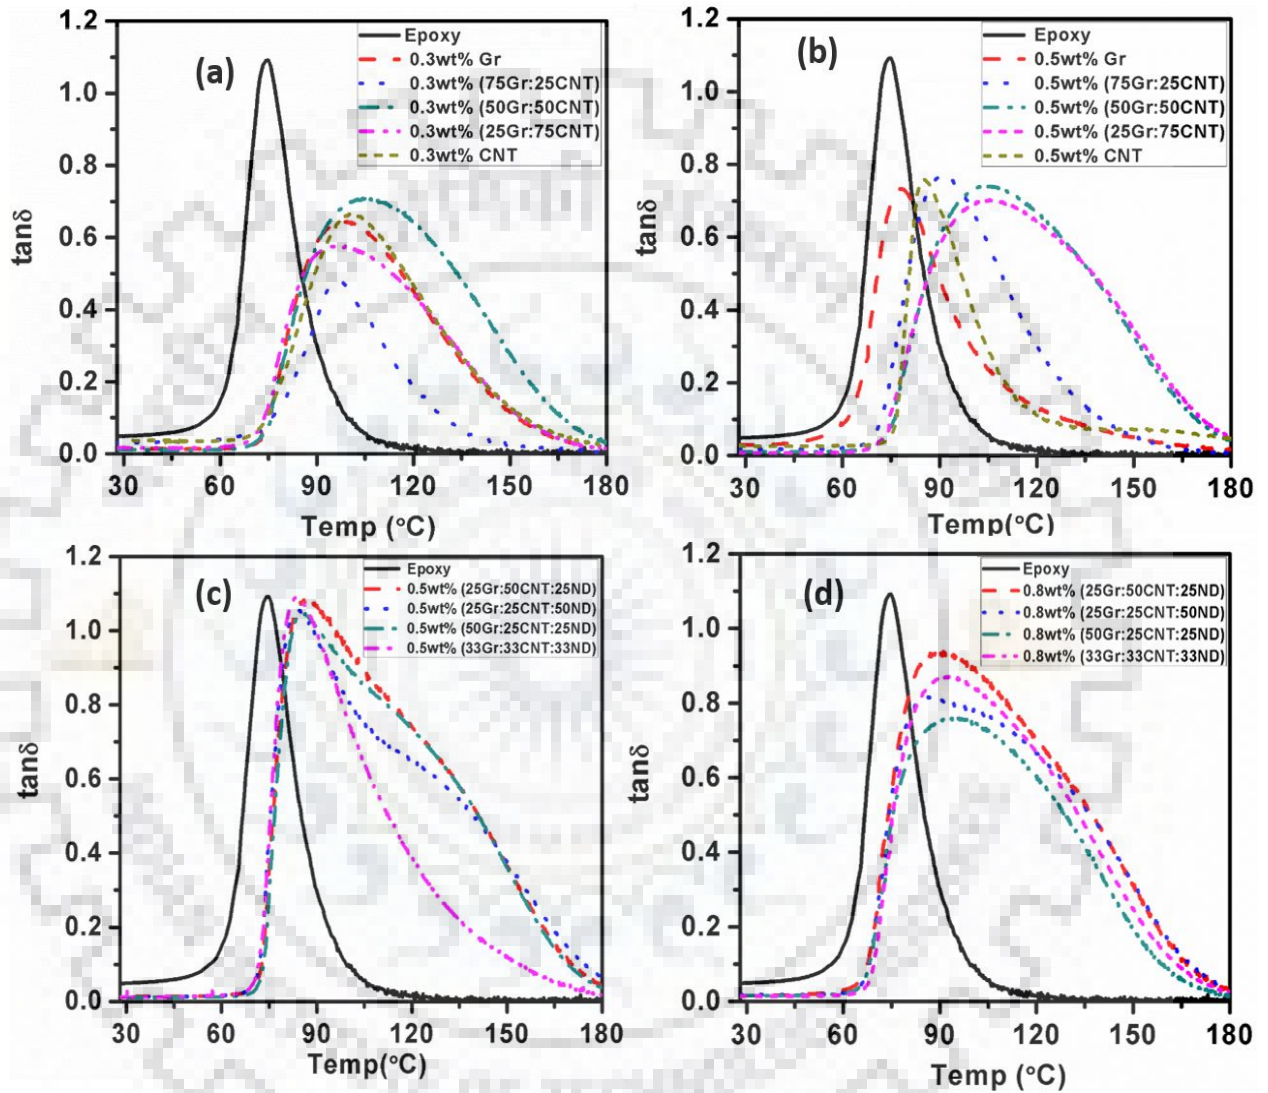 (a)
Epoxy
0.3wt% Gr
0.3wt% (75Gr:25CNT)
0.3wt% (50Gr:50CNT)
0.3wt% (25Gr:75CNT)
0.3wt% CNT
1.2
1.0
0.8
0.6
0.4
0.2
0.0
tanδ
30 60 90 120 150 180
Temp (°C)
(b)
Epoxy
0.5wt% Gr
0.5wt% (75Gr:25CNT)
0.5wt% (50Gr:50CNT)
0.5wt% (25Gr:75CNT)
0.5wt% CNT
1.2
1.0
0.8
0.6
0.4
0.2
0.0
tanδ
30 60 90 120 150 180
Temp(°C)
(c)
Epoxy
0.5wt% (25Gr:50CNT:25ND)
0.5wt% (25Gr:25CNT:50ND)
0.5wt% (50Gr:25CNT:25ND)
0.5wt% (33Gr:33CNT:33ND)
1.2
1.0
0.8
0.6
0.4
0.2
0.0
tanδ
30 60 90 120 150 180
Temp(°C)
(d)
Epoxy
0.8wt% (25Gr:50CNT:25ND)
0.8wt% (25Gr:25CNT:50ND)
0.8wt% (50Gr:25CNT:25ND)
0.8wt% (33Gr:33CNT:33ND)
1.2
1.0
0.8
0.6
0.4
0.2
0.0
tanδ
30 60 90 120 150 180
Temp (°C)